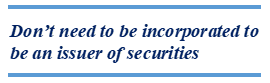 Don’t need to be incorporated to
be an issuer of securities